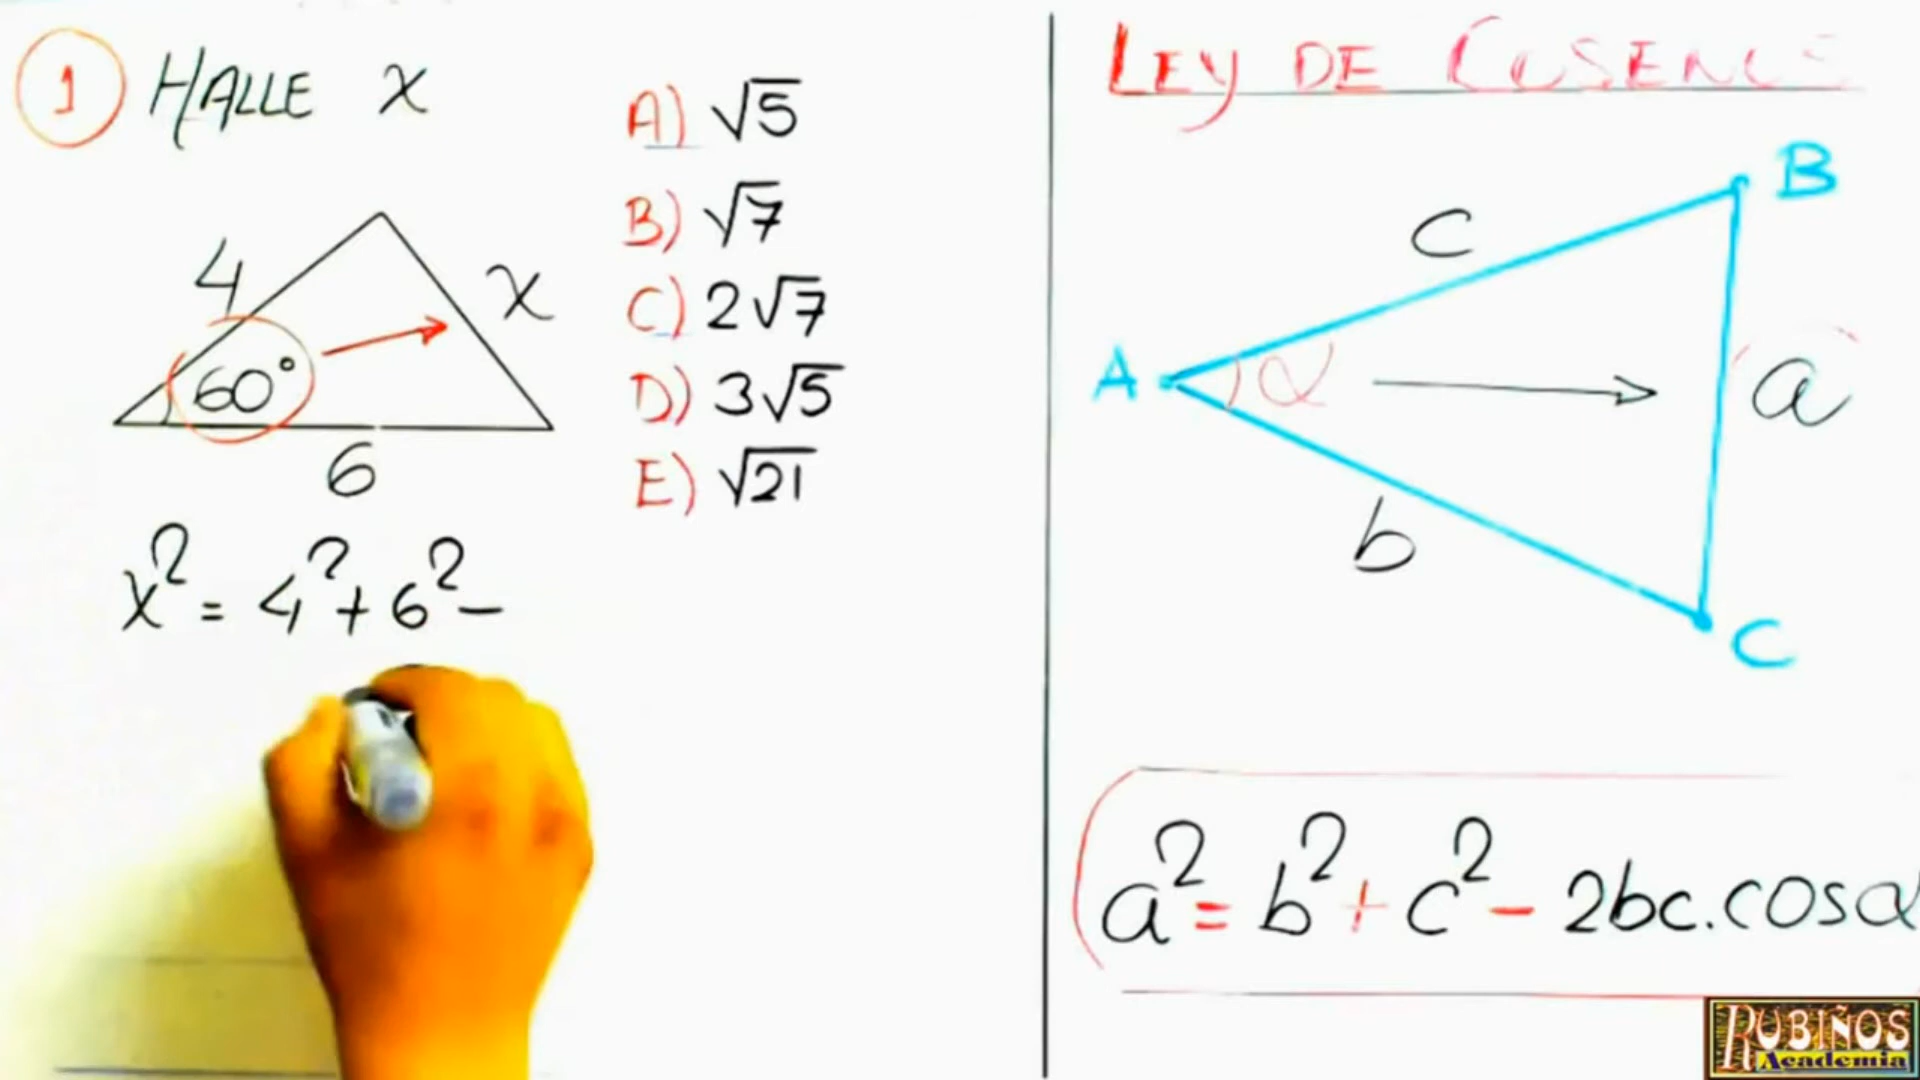 1 HALLE x
A) √5
B) √7
C) 2√7
D) 3√5
E) √21
4
x
60°
6
x² = 4² + 6² −
LEY DE COSENOS
B
c
A
α
a
b
C
a² = b² + c² − 2bc.cosα
RUBIÑOS
Academia